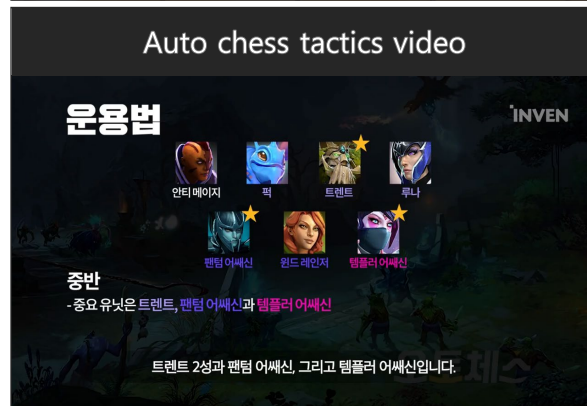 Auto chess tactics video
운용법
INVEN
안티 메이지 퍽 트렌트 루나
팬텀 어쌔신 윈드 레인저 템플러 어쌔신
중반
- 중요 유닛은 트렌트, 팬텀 어쌔신과 템플러 어쌔신
트렌트 2성과 팬텀 어쌔신, 그리고 템플러 어쌔신입니다.